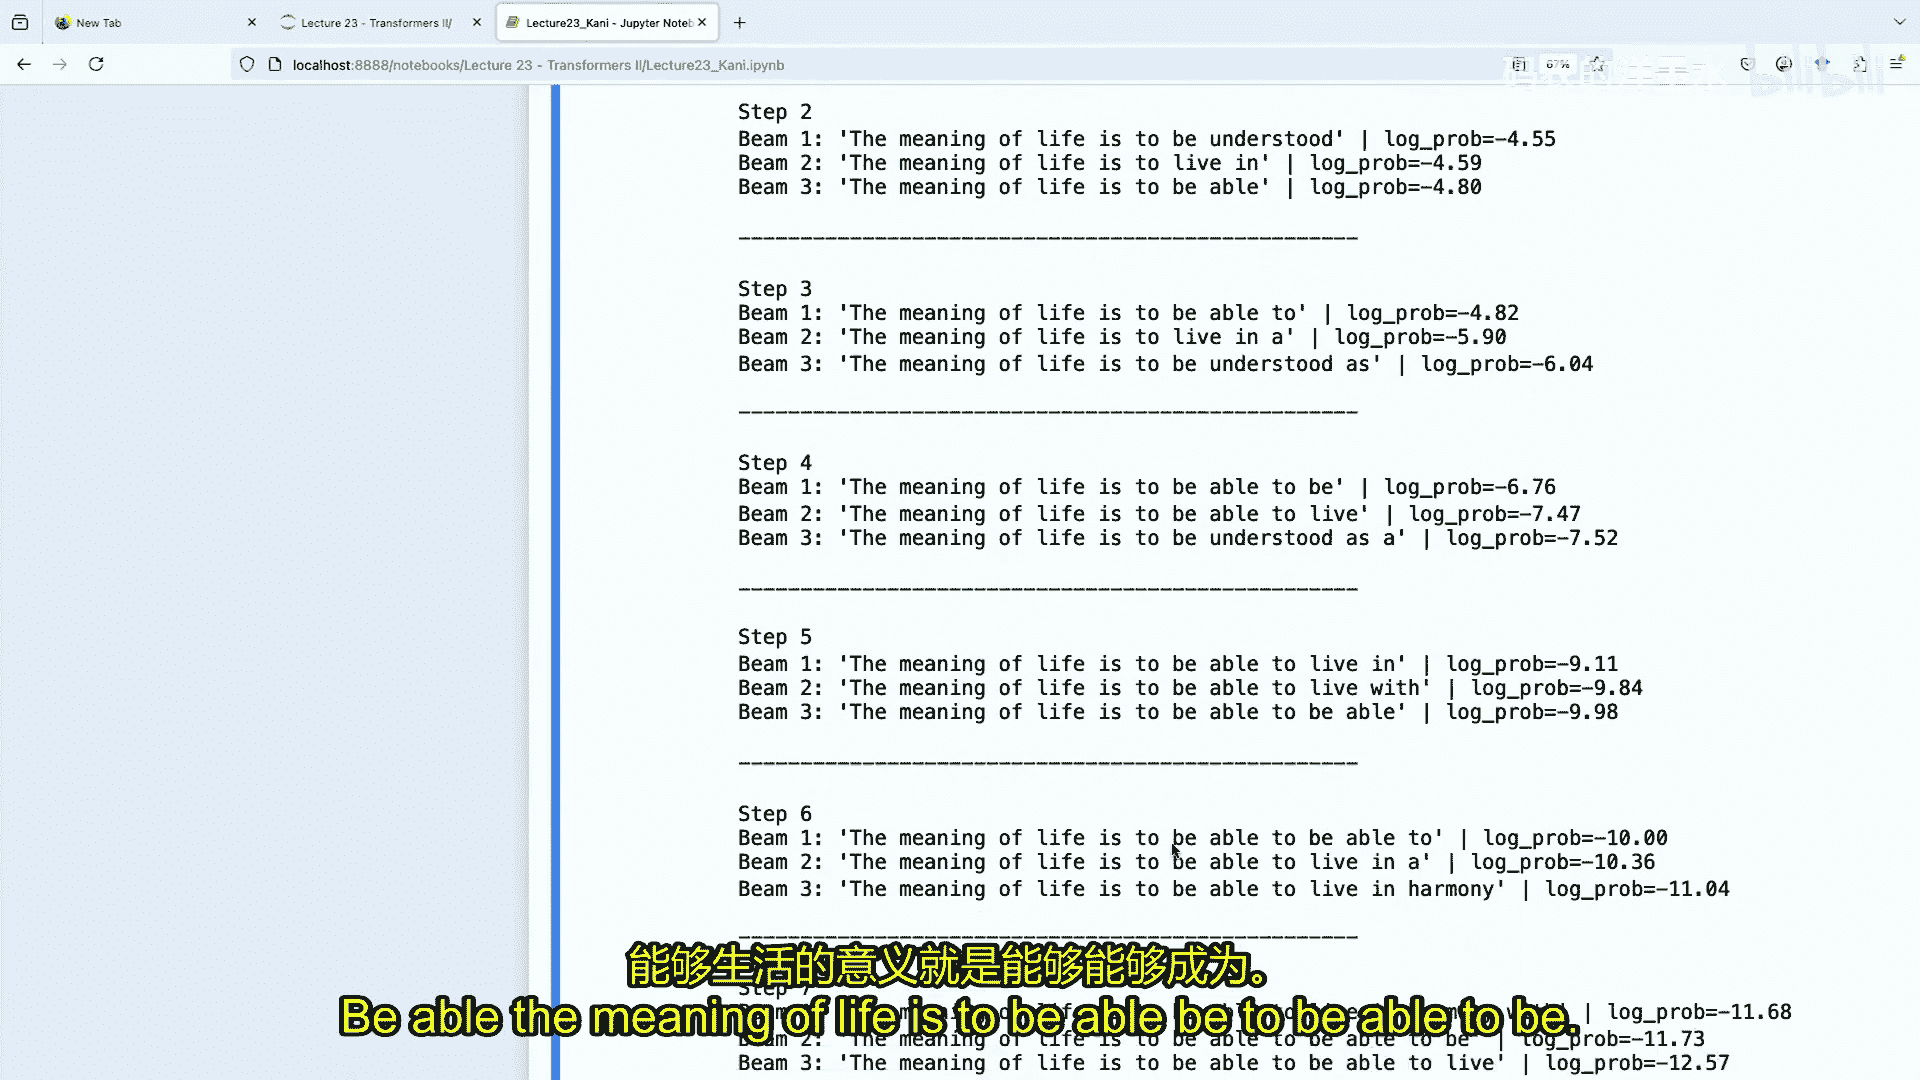 New Tab
Lecture 23 - Transformers II/
Lecture23_Kani - Jupyter Noteb
localhost:8888/notebooks/Lecture 23 - Transformers II/Lecture23_Kani.ipynb
67%
Step 2
Beam 1: 'The meaning of life is to be understood' | log_prob=-4.55
Beam 2: 'The meaning of life is to live in' | log_prob=-4.59
Beam 3: 'The meaning of life is to be able' | log_prob=-4.80
Step 3
Beam 1: 'The meaning of life is to be able to' | log_prob=-4.82
Beam 2: 'The meaning of life is to live in a' | log_prob=-5.90
Beam 3: 'The meaning of life is to be understood as' | log_prob=-6.04
Step 4
Beam 1: 'The meaning of life is to be able to be' | log_prob=-6.76
Beam 2: 'The meaning of life is to be able to live' | log_prob=-7.47
Beam 3: 'The meaning of life is to be understood as a' | log_prob=-7.52
Step 5
Beam 1: 'The meaning of life is to be able to live in' | log_prob=-9.11
Beam 2: 'The meaning of life is to be able to live with' | log_prob=-9.84
Beam 3: 'The meaning of life is to be able to be able' | log_prob=-9.98
Step 6
Beam 1: 'The meaning of life is to be able to be able to' | log_prob=-10.00
Beam 2: 'The meaning of life is to be able to live in a' | log_prob=-10.36
Beam 3: 'The meaning of life is to be able to live in harmony' | log_prob=-11.04
能够生活的意义就是能够能够成为。
Step 7
Be able the meaning of life is to be able be to be able to be.
| log_prob=-11.68
| log_prob=-11.73
Beam 3: 'The meaning of life is to be able to be able to live' | log_prob=-12.57